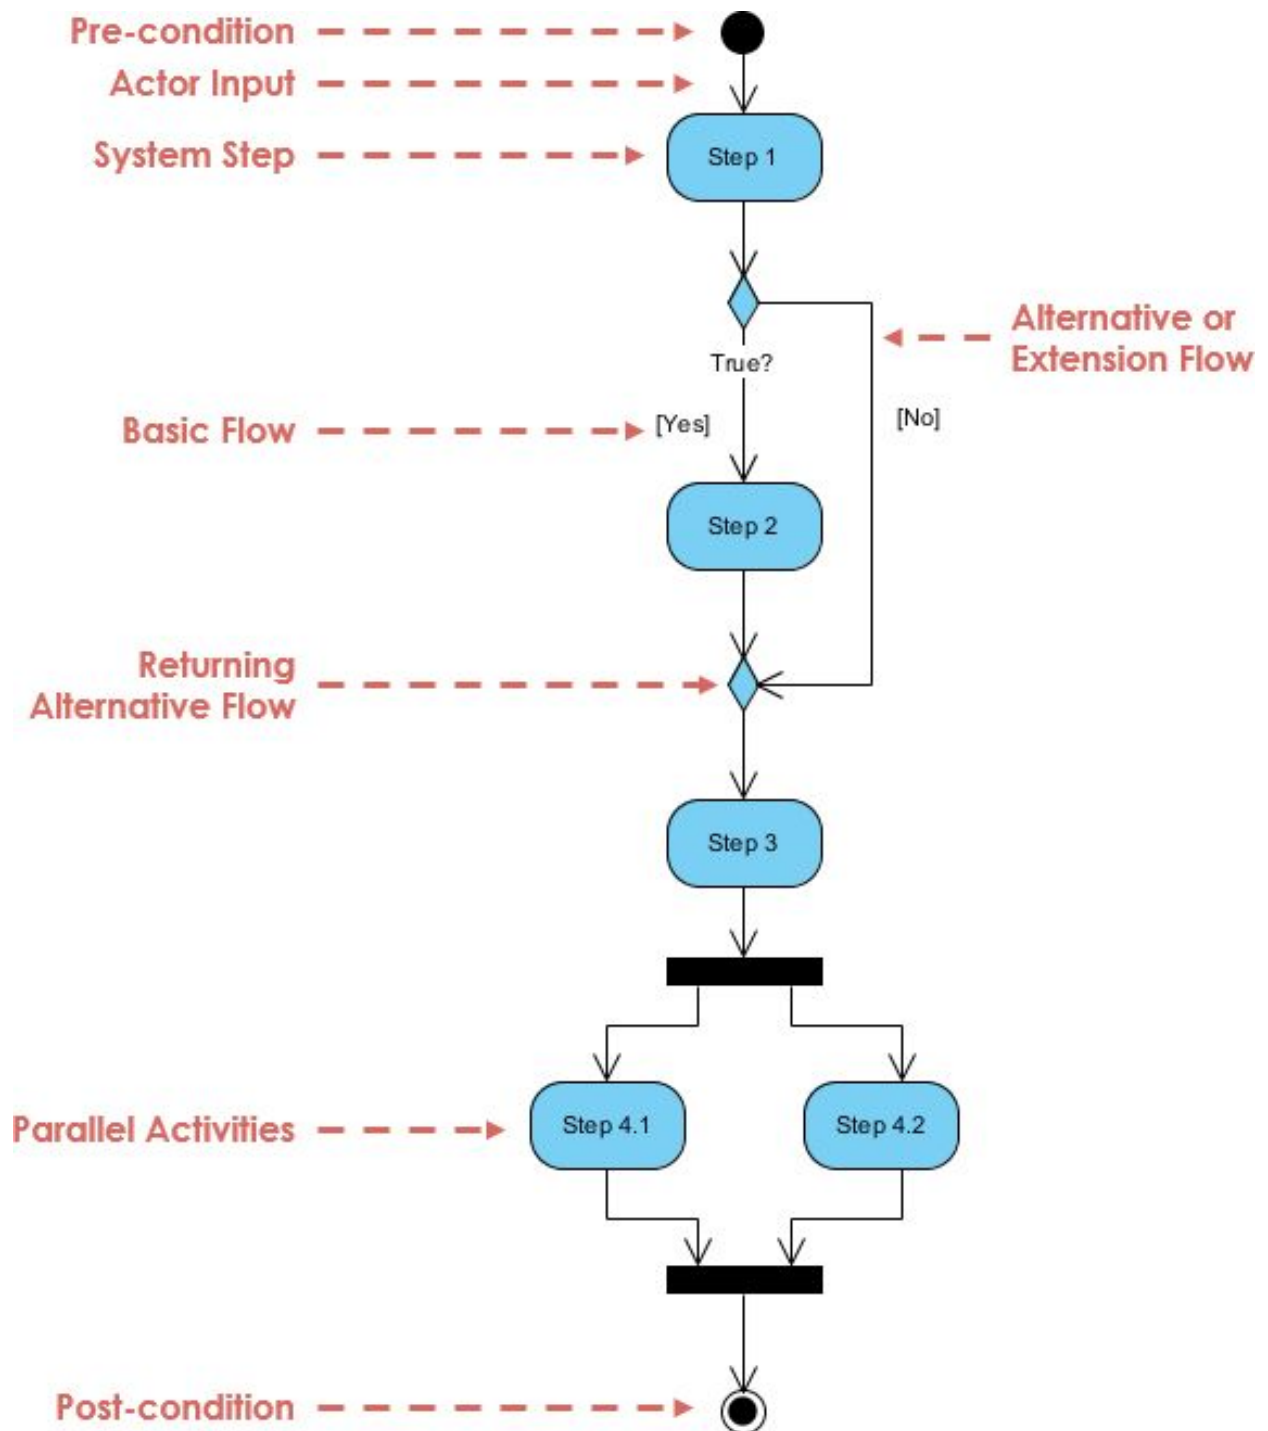 Pre-condition
Actor Input
System Step
Step 1
Alternative or
Extension Flow
True?
Basic Flow
[Yes]
[No]
Step 2
Returning
Alternative Flow
Step 3
Parallel Activities
Step 4.1
Step 4.2
Post-condition